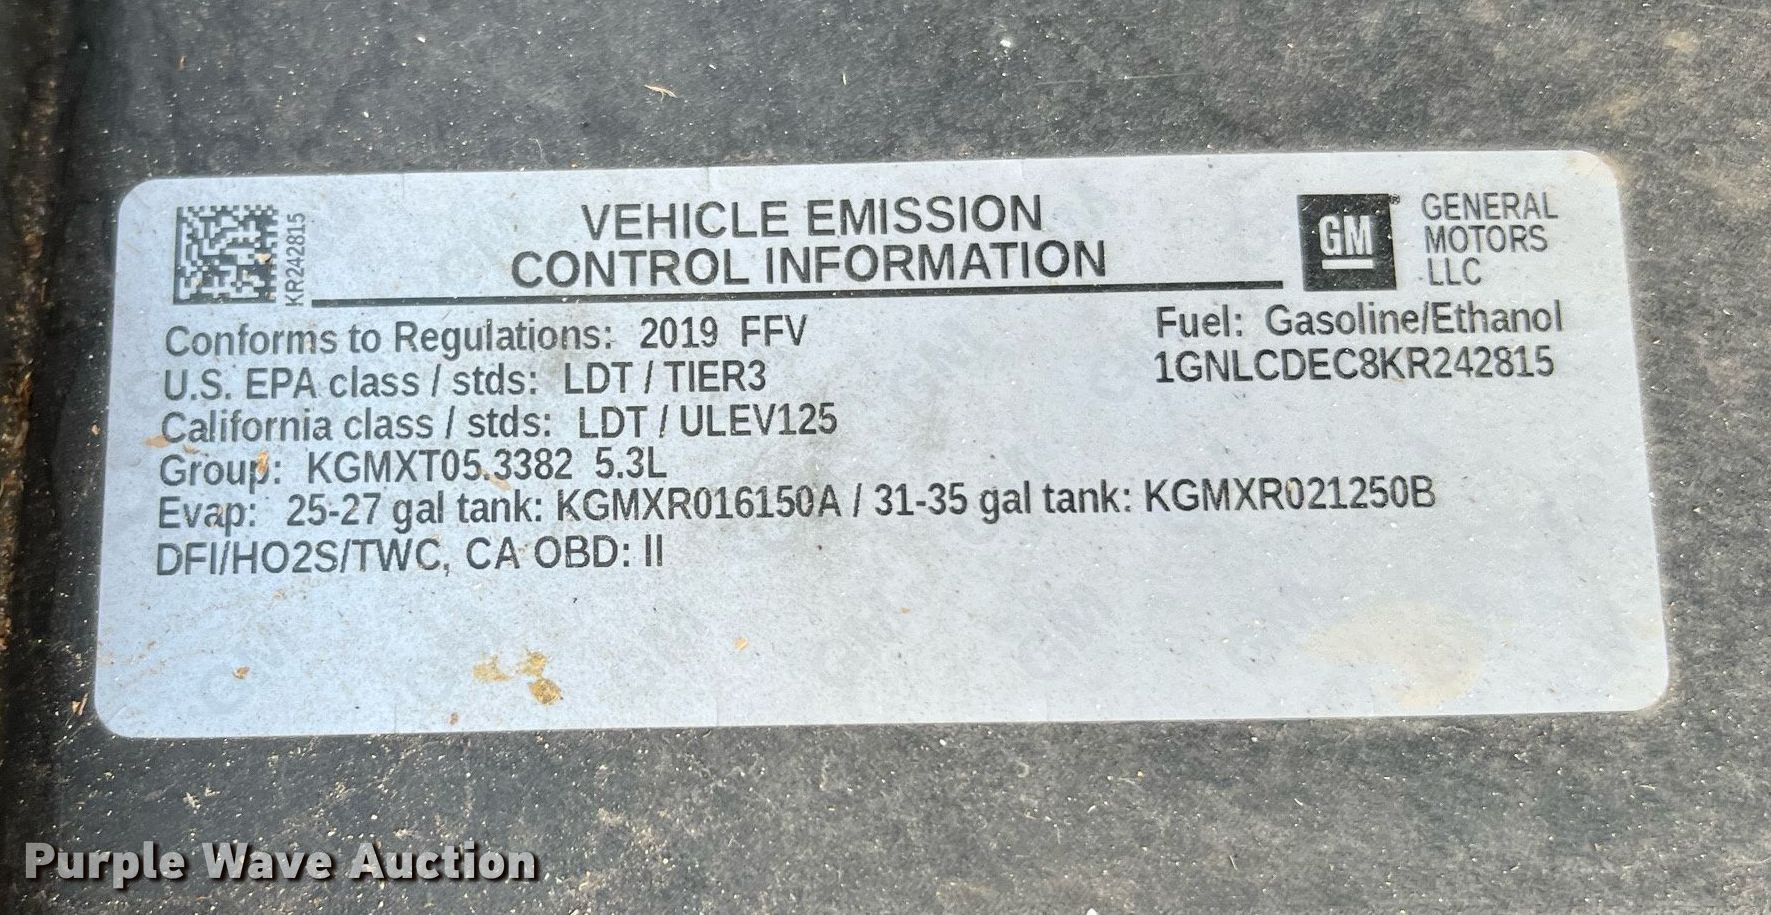 KR242815
VEHICLE EMISSION
CONTROL INFORMATION
GM
GENERAL
MOTORS
LLC
Conforms to Regulations: 2019 FFV
Fuel: Gasoline/Ethanol
U.S. EPA class / stds: LDT / TIER3
1GNLCDEC8KR242815
California class / stds: LDT / ULEV125
Group: KGMXT05.3382 5.3L
Evap: 25-27 gal tank: KGMXR016150A / 31-35 gal tank: KGMXR021250B
DFI/HO2S/TWC, CA OBD: II
Purple Wave Auction